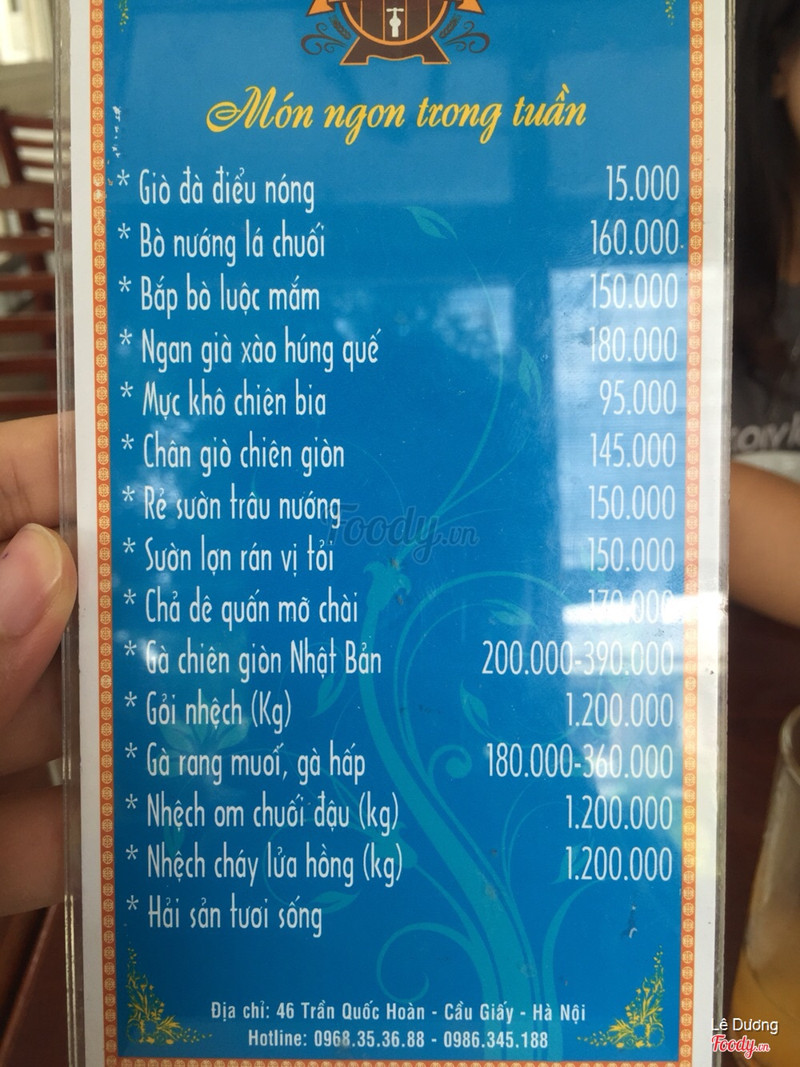 Món ngon trong tuần
* Giò đà điểu nóng 15.000
* Bò nướng lá chuối 160.000
* Bắp bò luộc mắm 150.000
* Ngan già xào húng quế 180.000
* Mực khô chiên bia 95.000
* Chân giò chiên giòn 145.000
* Rẻ sườn trâu nướng 150.000
* Sườn lợn rán vị tỏi 150.000
* Chả dê quấn mỡ chài 170.000
* Gà chiên giòn Nhật Bản 200.000-390.000
* Gỏi nhệch (Kg) 1.200.000
* Gà rang muối, gà hấp 180.000-360.000
* Nhệch om chuối đậu (kg) 1.200.000
* Nhệch cháy lửa hồng (kg) 1.200.000
* Hải sản tươi sống
Địa chỉ: 46 Trần Quốc Hoàn - Cầu Giấy - Hà Nội
Hotline: 0968.35.36.88 - 0986.345.188
Foody.vn
Lê Dương
Foody.vn